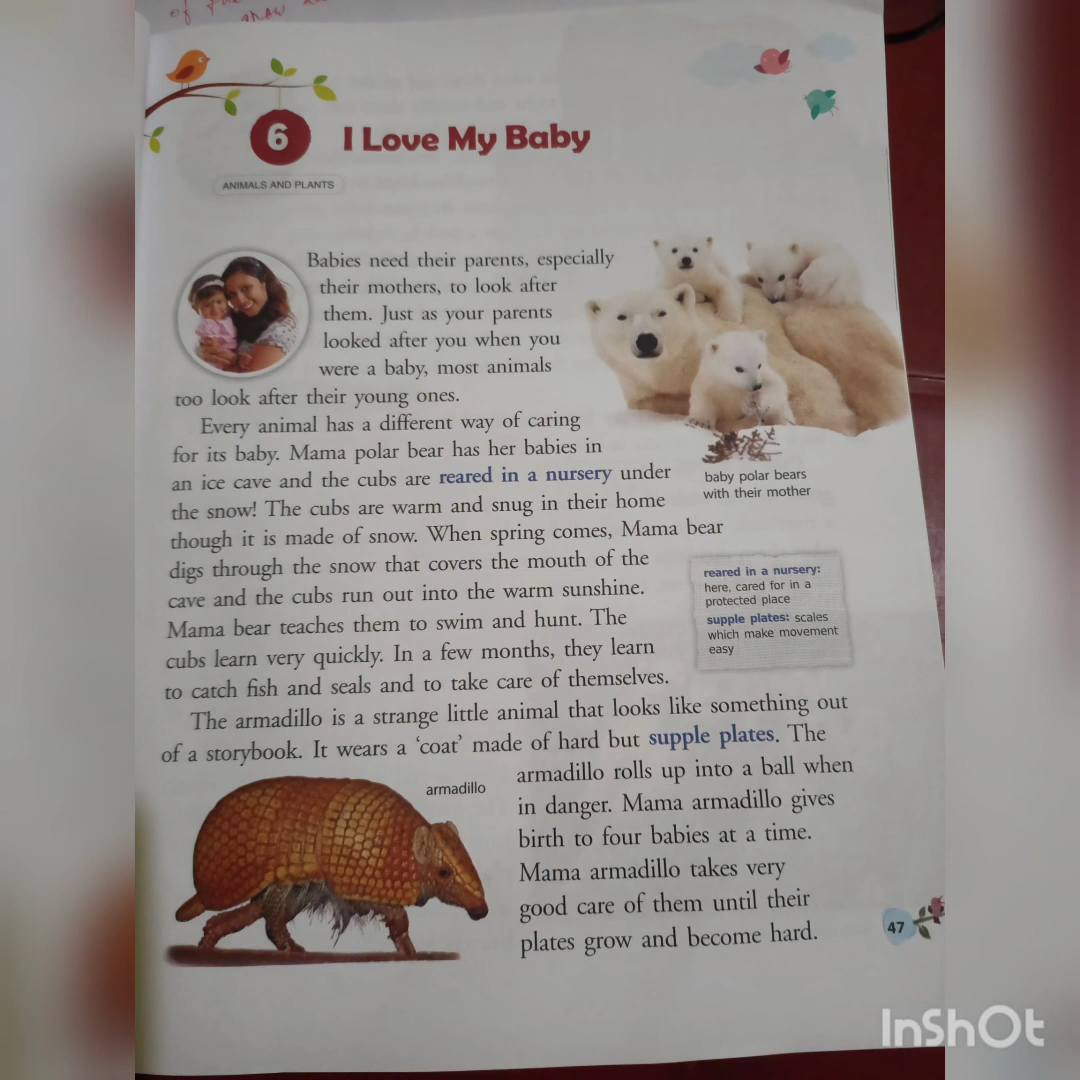 of the
snow
6 I Love My Baby
ANIMALS AND PLANTS
Babies need their parents, especially
their mothers, to look after
them. Just as your parents
looked after you when you
were a baby, most animals
too look after their young ones.
Every animal has a different way of caring
for its baby. Mama polar bear has her babies in
an ice cave and the cubs are reared in a nursery under
the snow! The cubs are warm and snug in their home
though it is made of snow. When spring comes, Mama bear
digs through the snow that covers the mouth of the
cave and the cubs run out into the warm sunshine.
Mama bear teaches them to swim and hunt. The
cubs learn very quickly. In a few months, they learn
to catch fish and seals and to take care of themselves.
baby polar bears
with their mother
reared in a nursery:
here, cared for in a
protected place
supple plates: scales
which make movement
easy
The armadillo is a strange little animal that looks like something out
of a storybook. It wears a ‘coat’ made of hard but supple plates. The
armadillo rolls up into a ball when
in danger. Mama armadillo gives
birth to four babies at a time.
Mama armadillo takes very
good care of them until their
plates grow and become hard.
armadillo
47
InShOt